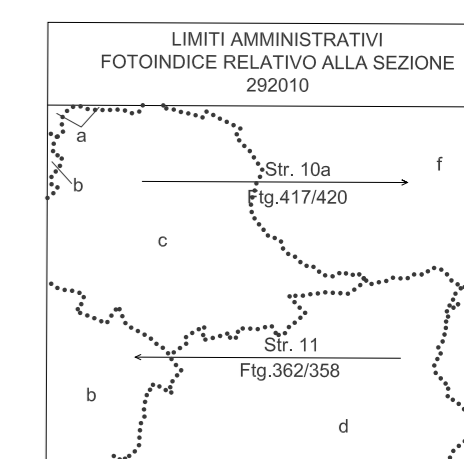 LIMITI AMMINISTRATIVI
FOTOINDICE RELATIVO ALLA SEZIONE
292010
a
f
Str. 10a
b
Ftg.417/420
c
Str. 11
Ftg.362/358
b
d